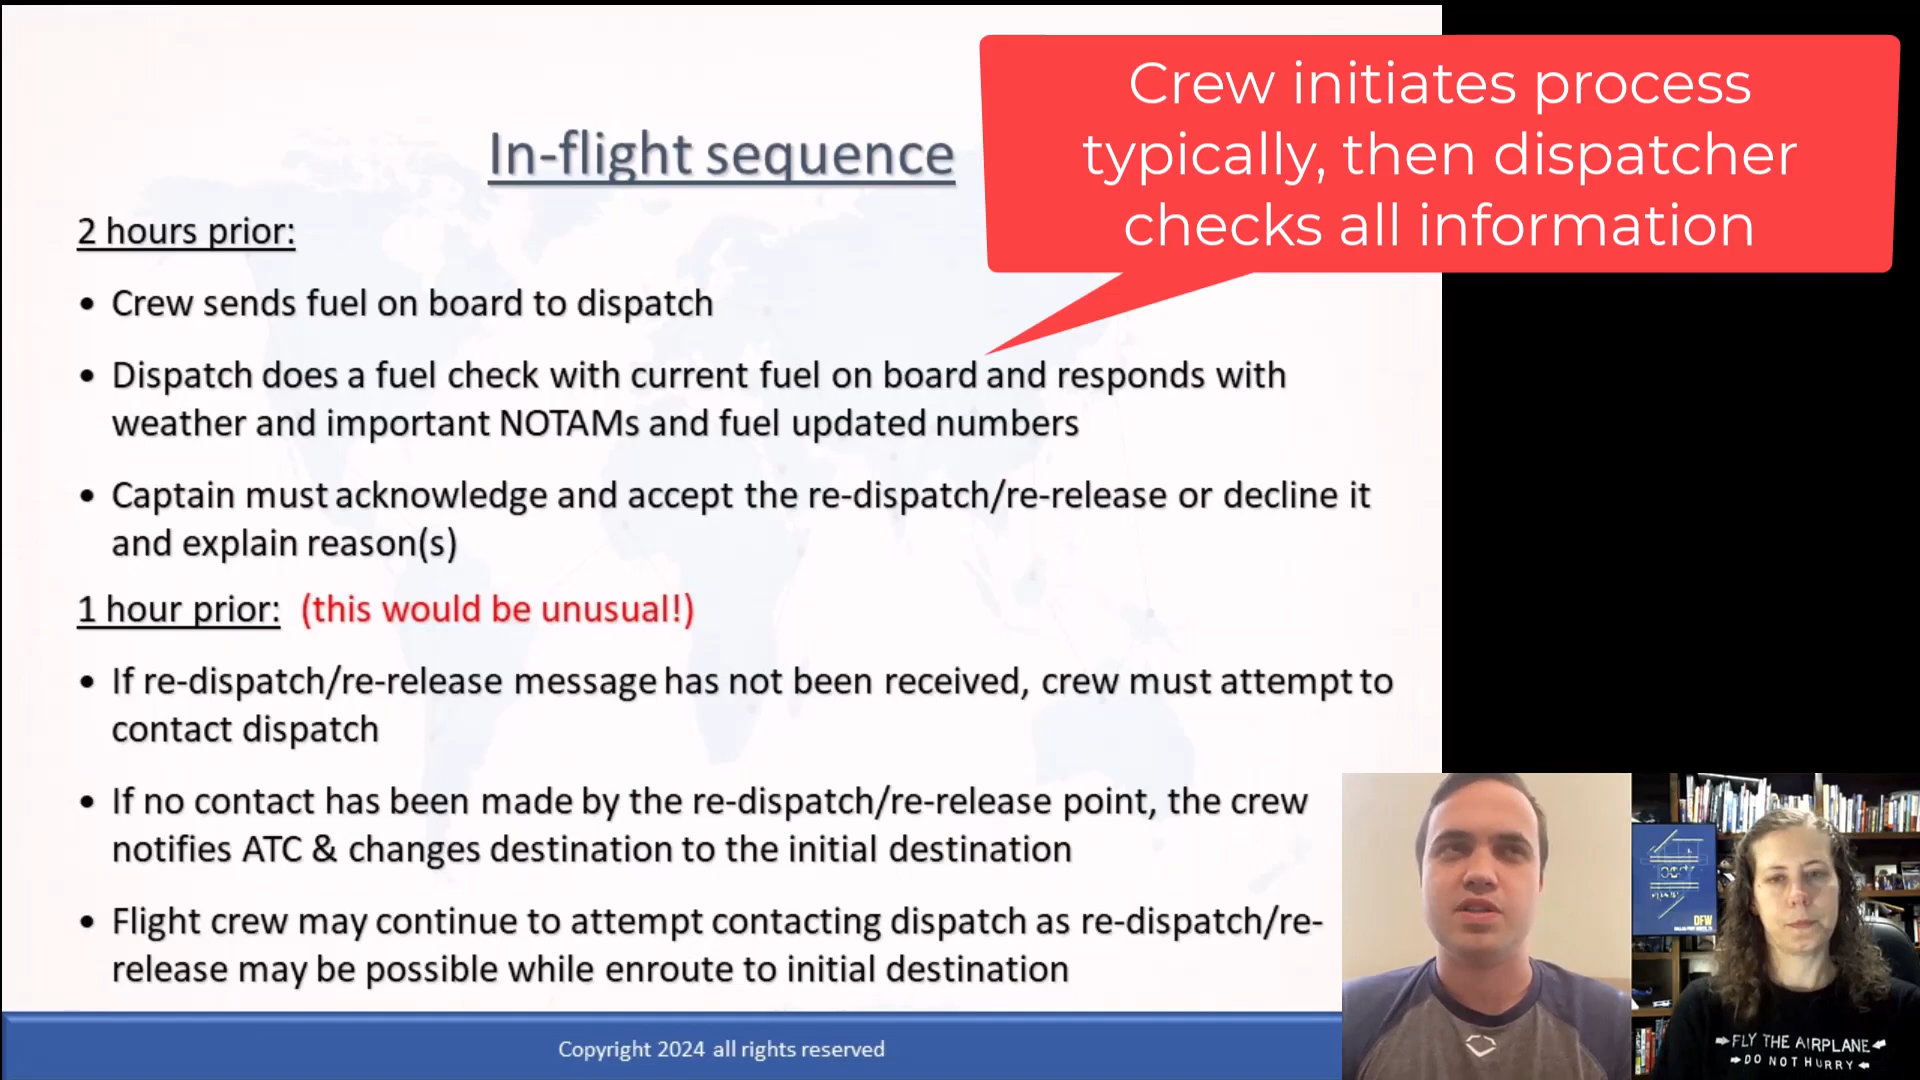 Crew initiates process
typically, then dispatcher
checks all information
In-flight sequence
2 hours prior:
• Crew sends fuel on board to dispatch
• Dispatch does a fuel check with current fuel on board and responds with
weather and important NOTAMs and fuel updated numbers
• Captain must acknowledge and accept the re-dispatch/re-release or decline it
and explain reason(s)
1 hour prior: (this would be unusual!)
• If re-dispatch/re-release message has not been received, crew must attempt to
contact dispatch
• If no contact has been made by the re-dispatch/re-release point, the crew
notifies ATC & changes destination to the initial destination
• Flight crew may continue to attempt contacting dispatch as re-dispatch/re-
release may be possible while enroute to initial destination
Copyright 2024 all rights reserved
DFW
FLY THE AIRPLANE
DO NOT HURRY